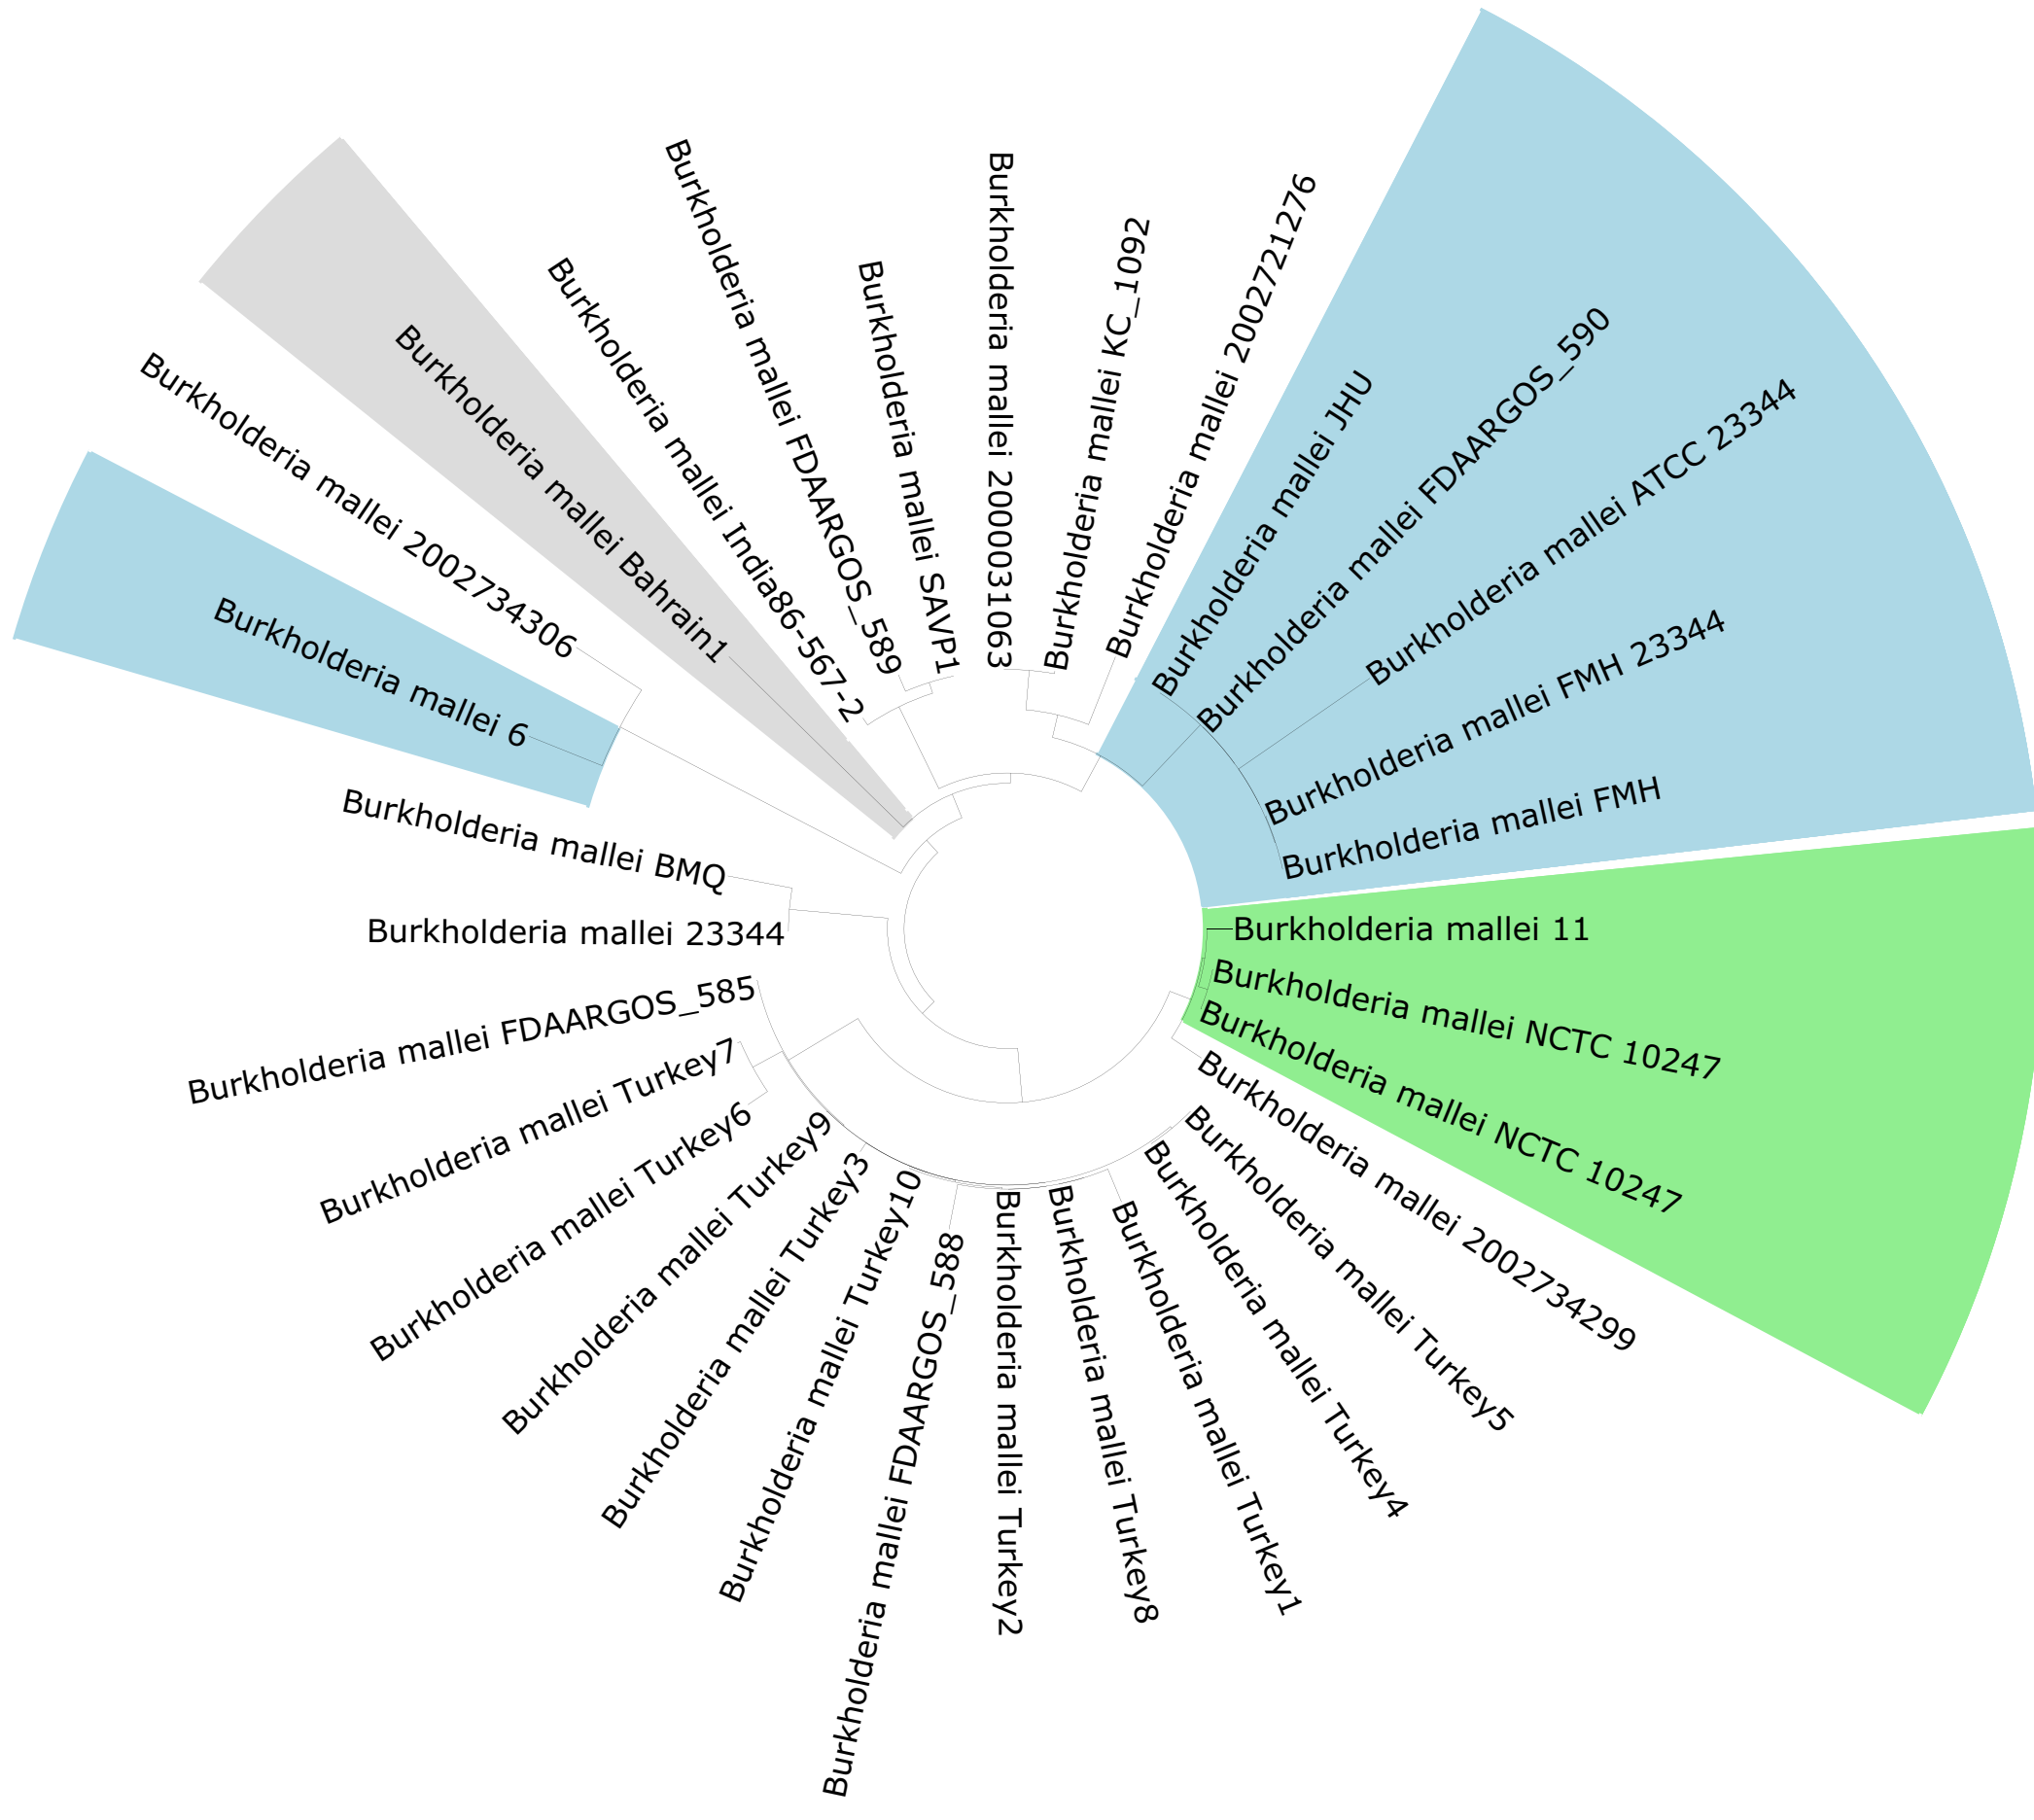 Burkholderia mallei 2000031063
Burkholderia mallei KC_1092
Burkholderia mallei 2002721276
Burkholderia mallei JHU
Burkholderia mallei FDAARGOS_590
Burkholderia mallei ATCC 23344
Burkholderia mallei FMH 23344
Burkholderia mallei FMH
Burkholderia mallei 11
Burkholderia mallei NCTC 10247
Burkholderia mallei NCTC 10247
Burkholderia mallei 2002734299
Burkholderia mallei Turkey5
Burkholderia mallei Turkey4
Burkholderia mallei Turkey1
Burkholderia mallei Turkey8
Burkholderia mallei Turkey2
Burkholderia mallei FDAARGOS_588
Burkholderia mallei Turkey10
Burkholderia mallei Turkey3
Burkholderia mallei Turkey9
Burkholderia mallei Turkey6
Burkholderia mallei Turkey7
Burkholderia mallei FDAARGOS_585
Burkholderia mallei 23344
Burkholderia mallei BMQ
Burkholderia mallei 6
Burkholderia mallei 2002734306
Burkholderia mallei Bahrain1
Burkholderia mallei India86-567-2
Burkholderia mallei FDAARGOS_589
Burkholderia mallei SAVP1